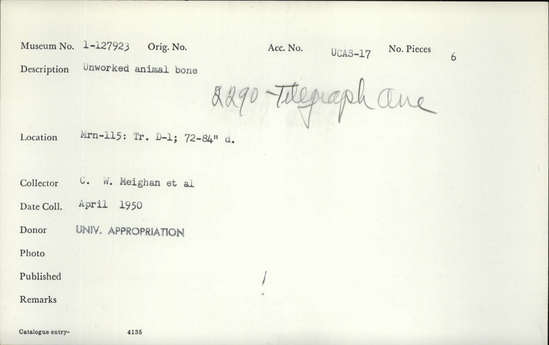 Museum No. 1-127923 Orig. No. Acc. No. UCAS-17 No. Pieces 6
Description Unworked animal bone
2290 Telegraph Ave
Location Mrn-115: Tr. D-1; 72-84" d.
Collector C. W. Meighan et al
Date Coll. April 1950
Donor UNIV. APPROPRIATION
Photo
Published
Remarks
Catalogue entry- 4135